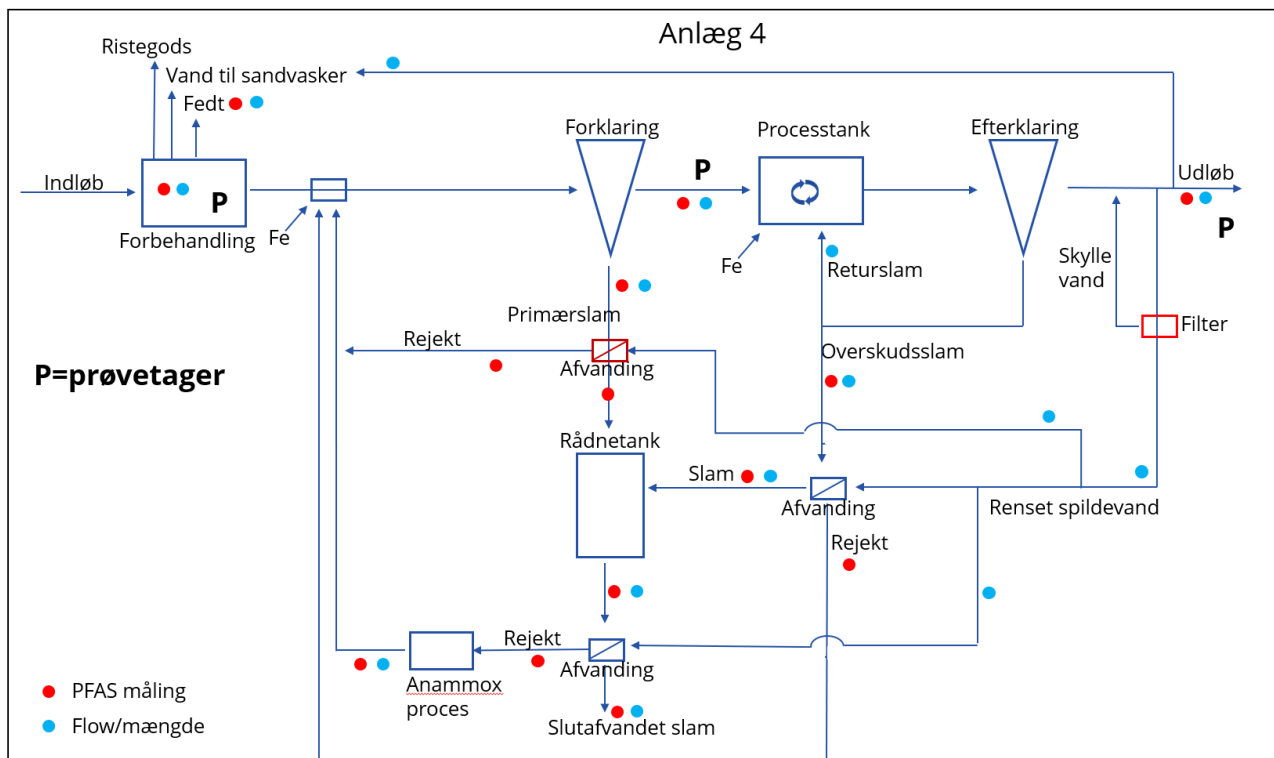 Anlæg 4
Ristegods
Vand til sandvasker
Fedt
Indløb
P
Forbehandling
Fe
Forklaring
P
Processtank
Fe
Efterklaring
Udløb
P
Skylle
vand
Filter
Returslam
Primærslam
Rejekt
Afvanding
Overskudsslam
P=prøvetager
Rådnetank
Slam
Afvanding
Renset spildevand
Rejekt
Rejekt
Afvanding
Anammox
proces
Slutafvandet slam
PFAS måling
Flow/mængde